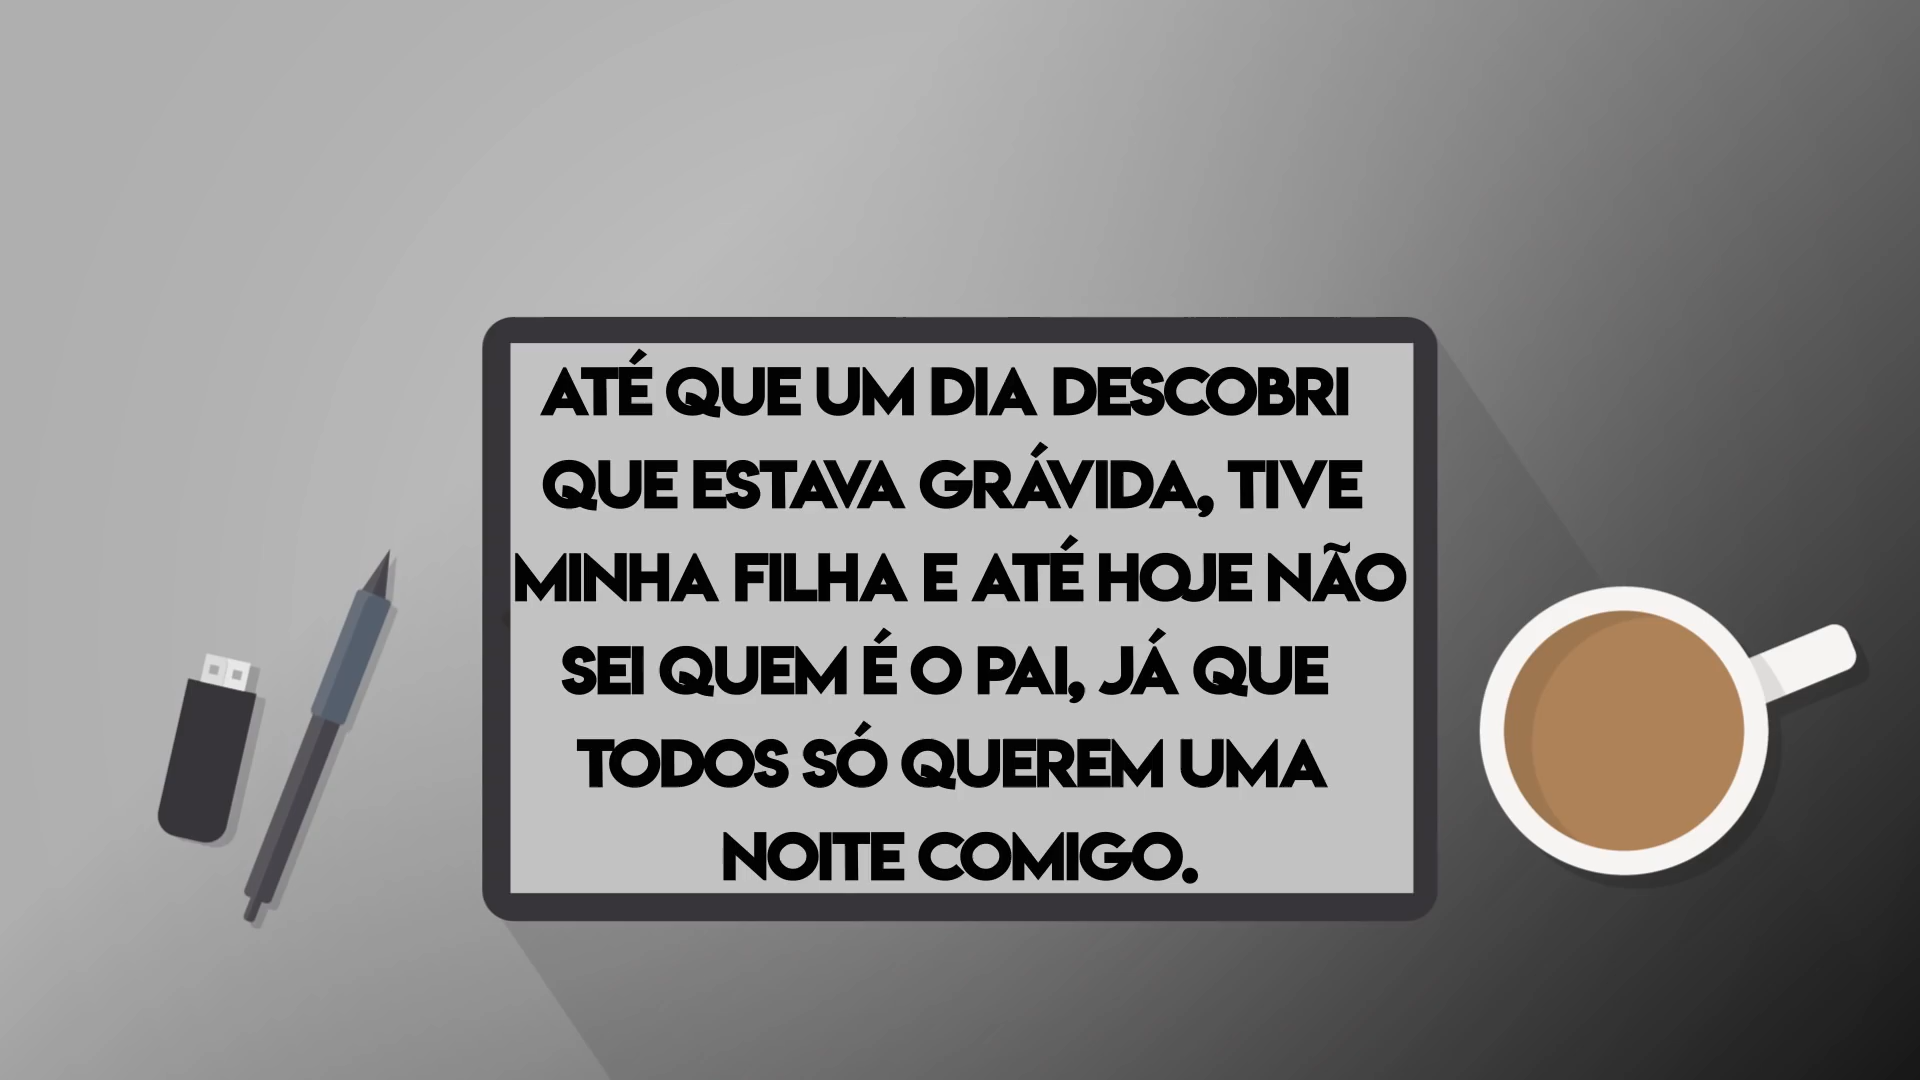 ATÉ QUE UM DIA DESCOBRI
QUE ESTAVA GRÁVIDA, TIVE
MINHA FILHA E ATÉ HOJE NÃO
SEI QUEM É O PAI, JÁ QUE
TODOS SÓ QUEREM UMA
NOITE COMIGO.